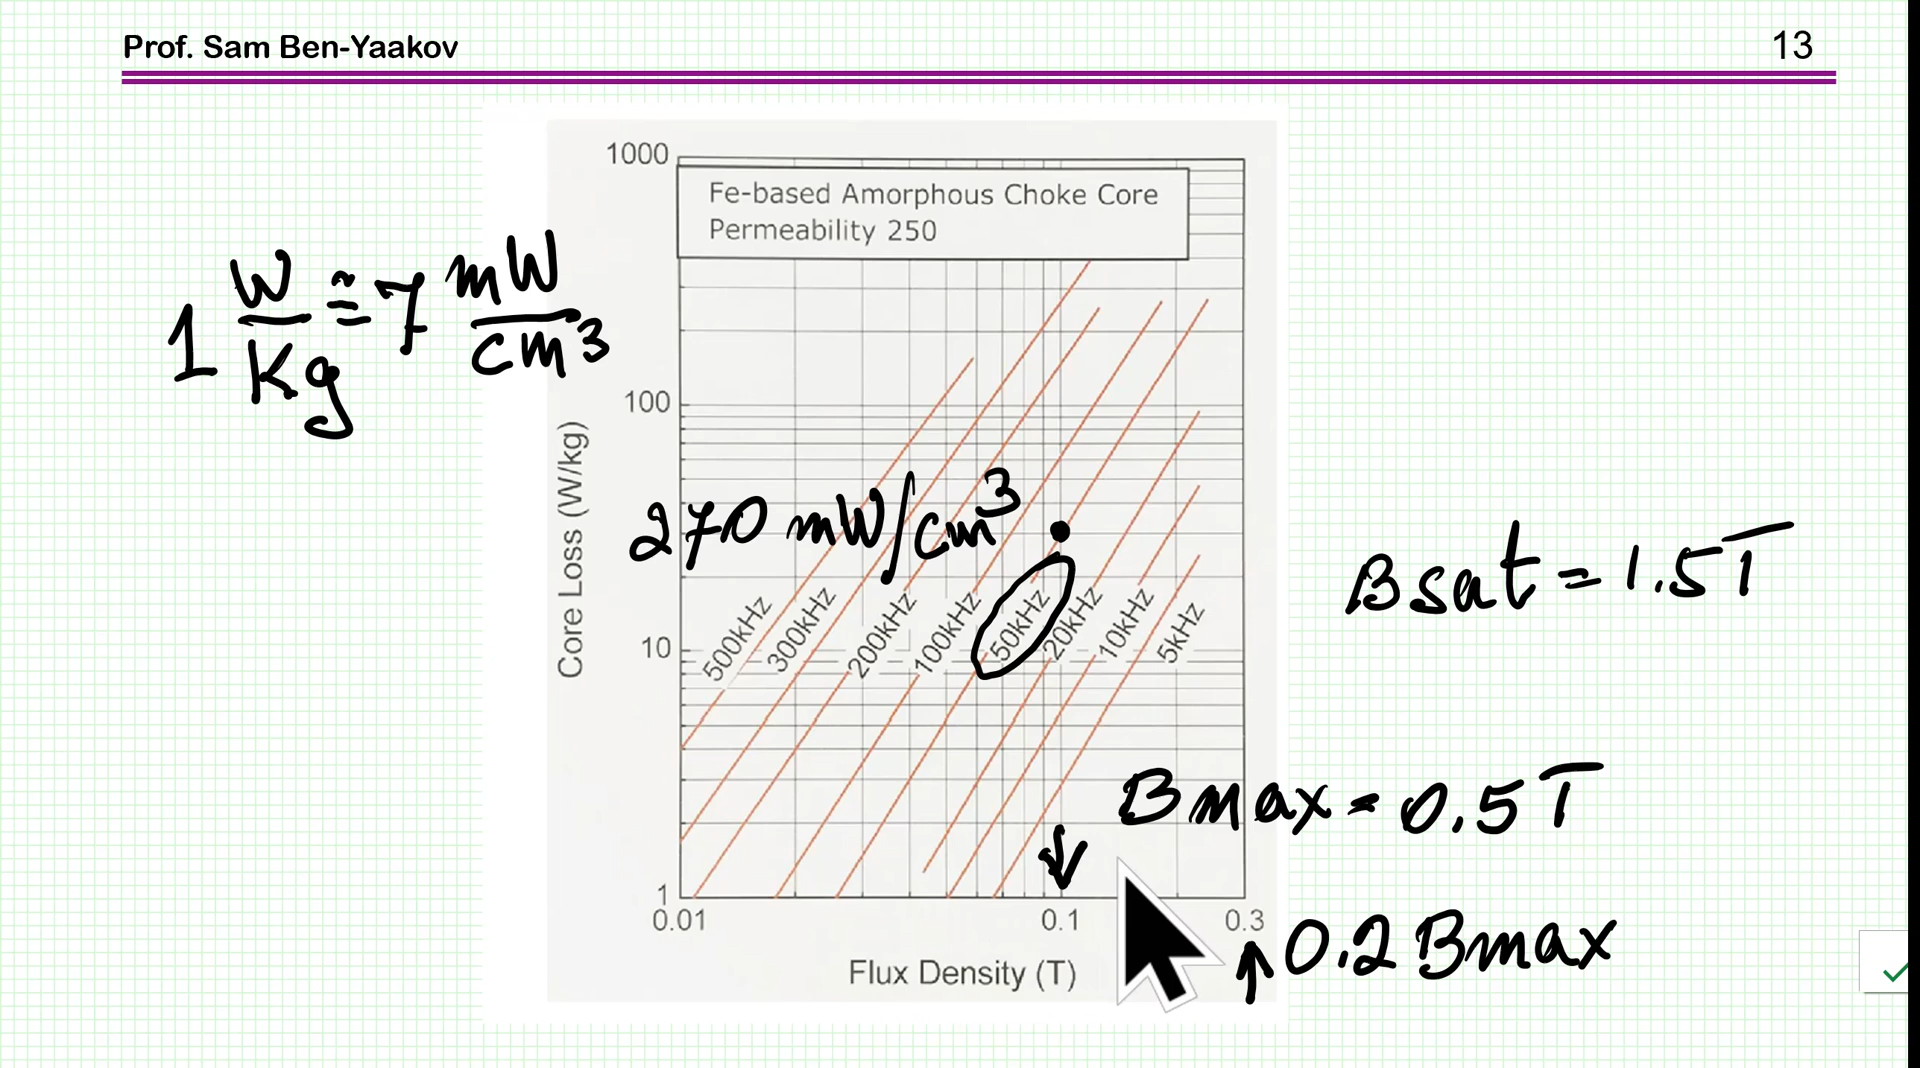 Prof. Sam Ben-Yaakov
13
1000
Fe-based Amorphous Choke Core
Permeability 250
1 W/Kg ≅ 7 mW/cm3
100
Core Loss (W/kg)
270 mW/cm3
Bsat = 1.5T
500kHz
300kHz
200kHz
100kHz
50kHz
20kHz
10kHz
5kHz
10
Bmax = 0.5T
↓
1
0.01
0.1
0.3
↑ 0.2 Bmax
Flux Density (T)